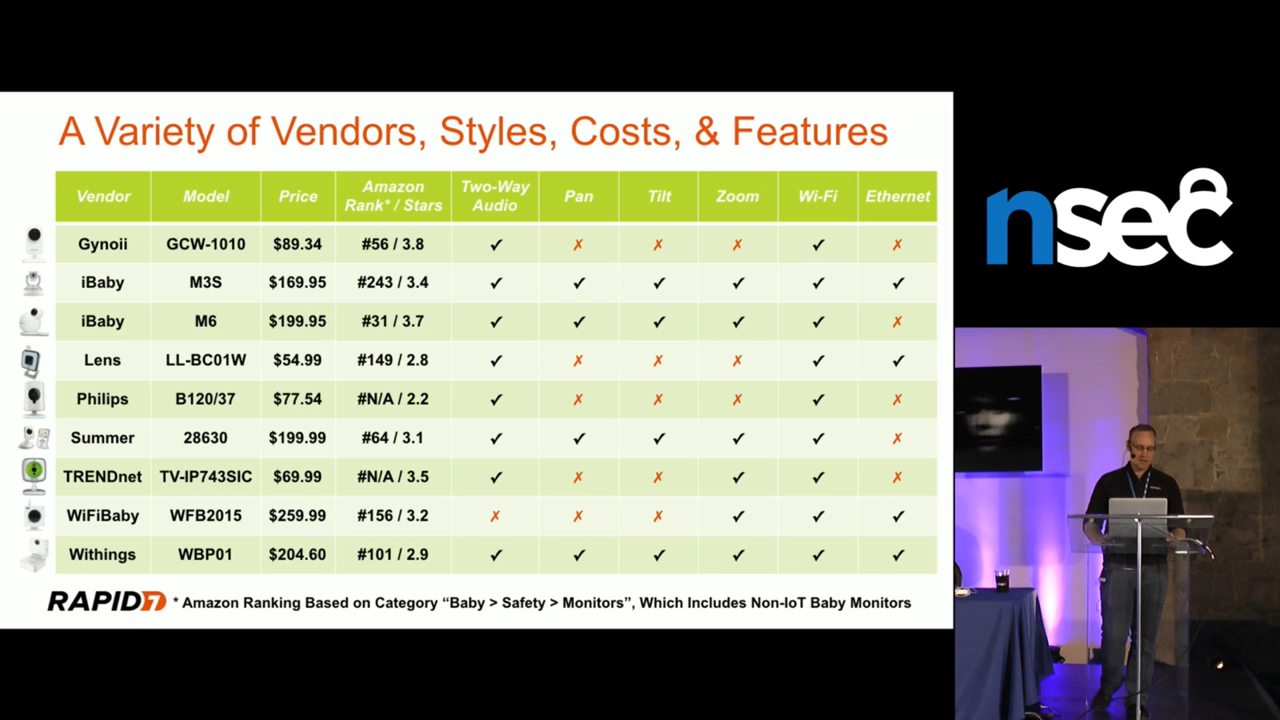 A Variety of Vendors, Styles, Costs, & Features
Vendor Model Price Amazon Rank* / Stars Two-Way Audio Pan Tilt Zoom Wi-Fi Ethernet
Gynoii GCW-1010 $89.34 #56 / 3.8 ✓ ✗ ✗ ✗ ✓ ✗
iBaby M3S $169.95 #243 / 3.4 ✓ ✓ ✓ ✓ ✓ ✓
iBaby M6 $199.95 #31 / 3.7 ✓ ✓ ✓ ✓ ✓ ✗
Lens LL-BC01W $54.99 #149 / 2.8 ✓ ✗ ✗ ✗ ✓ ✓
Philips B120/37 $77.54 #N/A / 2.2 ✓ ✗ ✗ ✗ ✓ ✗
Summer 28630 $199.99 #64 / 3.1 ✓ ✓ ✓ ✓ ✓ ✗
TRENDnet TV-IP743SIC $69.99 #N/A / 3.5 ✓ ✗ ✗ ✓ ✓ ✗
WiFiBaby WFB2015 $259.99 #156 / 3.2 ✗ ✗ ✗ ✓ ✓ ✓
Withings WBP01 $204.60 #101 / 2.9 ✓ ✓ ✓ ✓ ✓ ✓
RAPID7 * Amazon Ranking Based on Category “Baby > Safety > Monitors”, Which Includes Non-IoT Baby Monitors
nsec